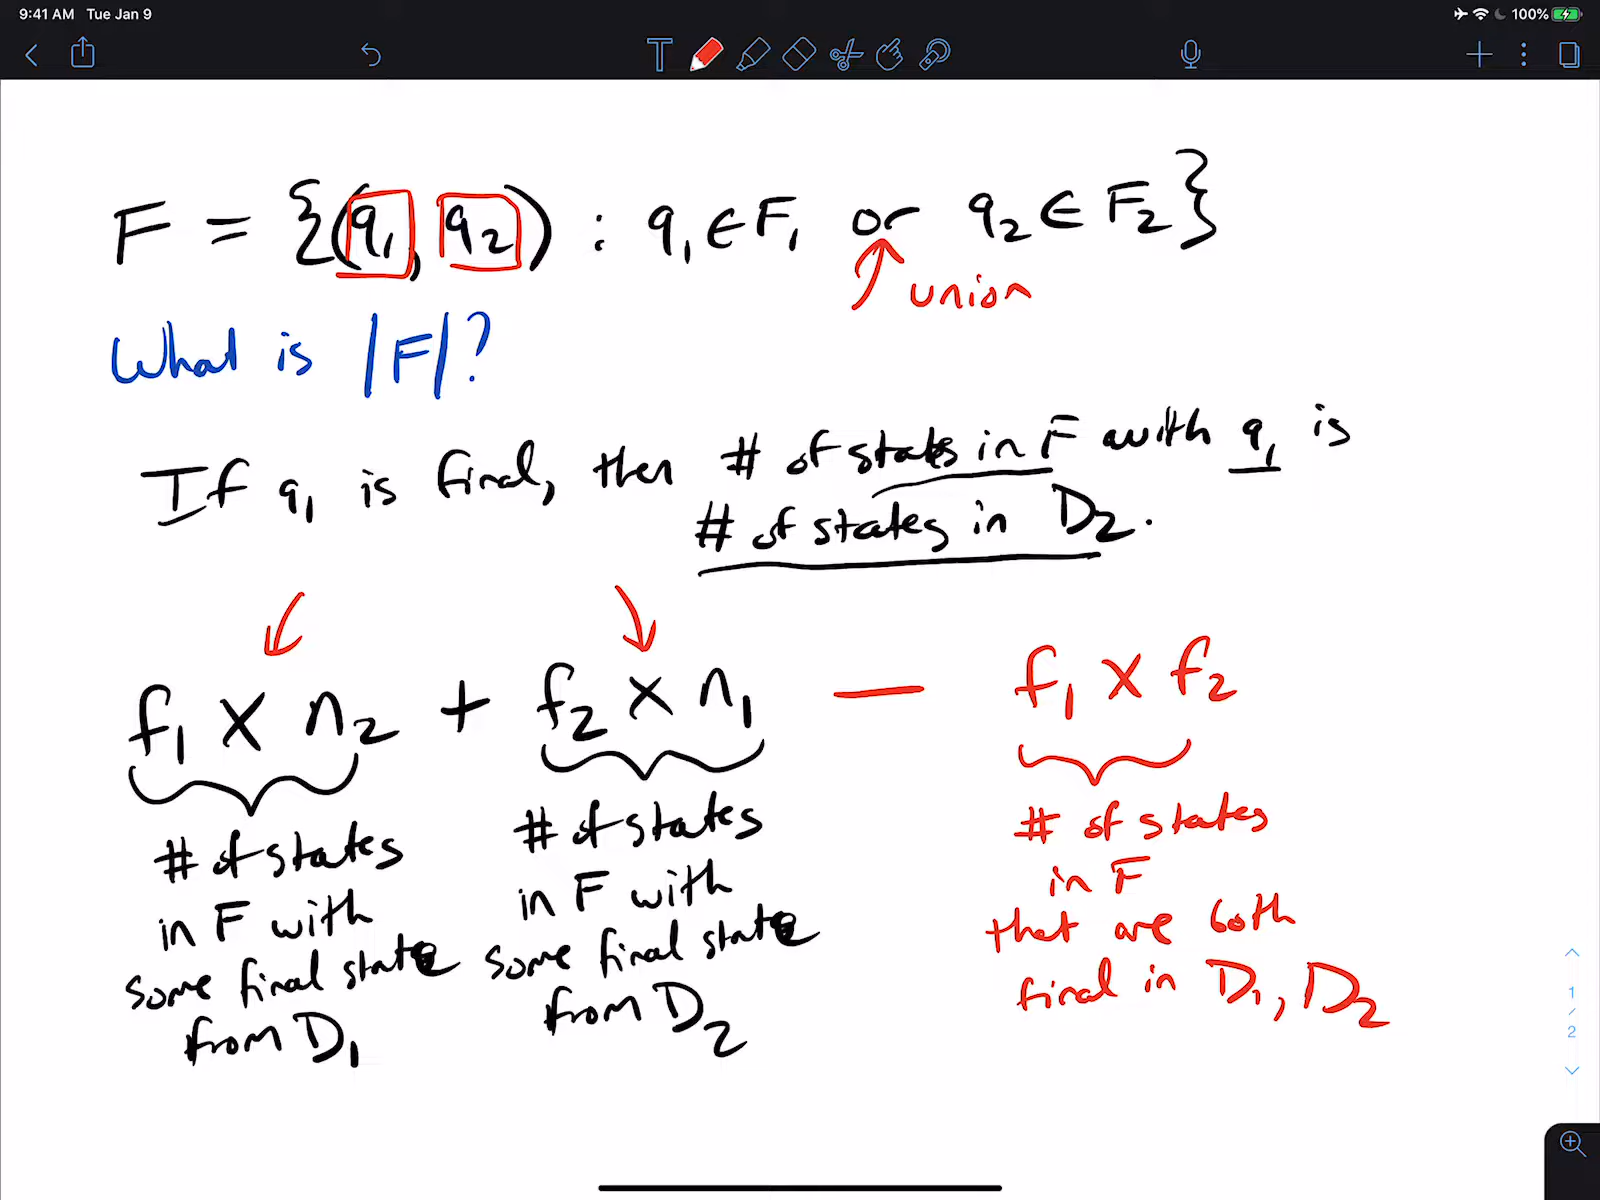 9:41 AM Tue Jan 9
100%
F = {(q₁, q₂) : q₁ ∈ F₁ or q₂ ∈ F₂}
union
What is |F|?
If q₁ is final, then # of states in F with q₁ is
# of states in D₂.
f₁ × n₂ + f₂ × n₁ — f₁ × f₂
# of states
in F with
some final state
from D₁
# of states
in F with
some final state
from D₂
# of states
in F
that are both
final in D₁, D₂
1
/
2